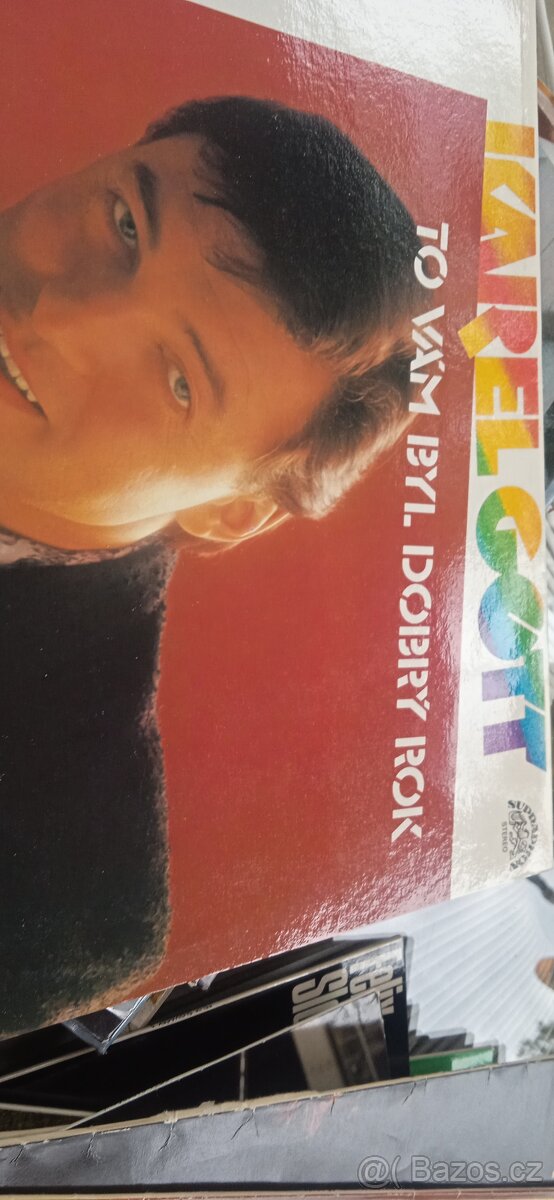 KAREL GOTT
TO VÁM BYL DOBRÝ ROK
SUPRAPHON
STEREO
@ Bazos.cz